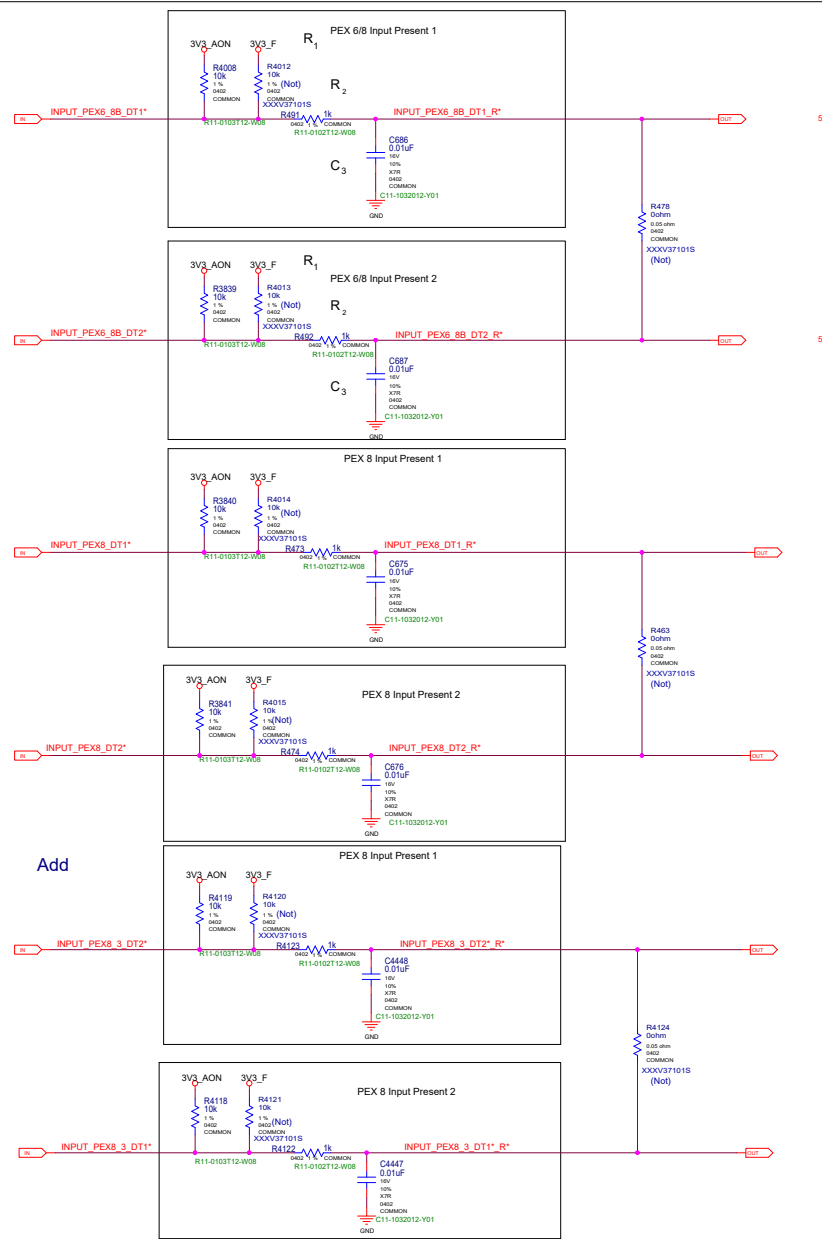 PEX 6/8 Input Present 1
R1
3V3_AON
3V3_F
R4008
10k
1 %
0402
COMMON
R4012
10k
1 % (Not)
0402
COMMON
XXXV37101S
R2
INPUT_PEX6_8B_DT1*
IN
R11-0103T12-W08
R491
1k
0402 1 % COMMON
R11-0102T12-W08
INPUT_PEX6_8B_DT1_R*
OUT
5
C686
0.01uF
16V
10%
X7R
0402
COMMON
C11-1032012-Y01
C3
GND
R478
0ohm
0.05 ohm
0402
COMMON
XXXV37101S
(Not)
R1
PEX 6/8 Input Present 2
3V3_AON
3V3_F
R3839
10k
1 %
0402
COMMON
R4013
10k
1 % (Not)
0402
COMMON
XXXV37101S
R2
INPUT_PEX6_8B_DT2*
IN
R11-0103T12-W08
R492
1k
0402 1 % COMMON
R11-0102T12-W08
INPUT_PEX6_8B_DT2_R*
OUT
5
C687
0.01uF
16V
10%
X7R
0402
COMMON
C11-1032012-Y01
C3
GND
PEX 8 Input Present 1
3V3_AON
3V3_F
R3840
10k
1 %
0402
COMMON
R4014
10k
1 % (Not)
0402
COMMON
XXXV37101S
INPUT_PEX8_DT1*
IN
R11-0103T12-W08
R473
1k
0402 1 % COMMON
R11-0102T12-W08
INPUT_PEX8_DT1_R*
OUT
C675
0.01uF
16V
10%
X7R
0402
COMMON
C11-1032012-Y01
GND
R463
0ohm
0.05 ohm
0402
COMMON
XXXV37101S
(Not)
PEX 8 Input Present 2
3V3_AON
3V3_F
R3841
10k
1 %
0402
COMMON
R4015
10k
1 % (Not)
0402
COMMON
XXXV37101S
INPUT_PEX8_DT2*
IN
R11-0103T12-W08
R474
1k
0402 1 % COMMON
R11-0102T12-W08
INPUT_PEX8_DT2_R*
OUT
C676
0.01uF
16V
10%
X7R
0402
COMMON
C11-1032012-Y01
GND
Add
PEX 8 Input Present 1
3V3_AON
3V3_F
R4119
10k
1 %
0402
COMMON
R4120
10k
1 % (Not)
0402
COMMON
XXXV37101S
INPUT_PEX8_3_DT2*
IN
R11-0103T12-W08
R4123
1k
0402 1 % COMMON
R11-0102T12-W08
INPUT_PEX8_3_DT2*_R*
OUT
C4448
0.01uF
16V
10%
X7R
0402
COMMON
C11-1032012-Y01
GND
R4124
0ohm
0.05 ohm
0402
COMMON
XXXV37101S
(Not)
PEX 8 Input Present 2
3V3_AON
3V3_F
R4118
10k
1 %
0402
COMMON
R4121
10k
1 %
0402 (Not)
COMMON
XXXV37101S
INPUT_PEX8_3_DT1*
IN
R11-0103T12-W08
R4122
1k
0402 1 % COMMON
R11-0102T12-W08
INPUT_PEX8_3_DT1*_R*
OUT
C4447
0.01uF
16V
10%
X7R
0402
COMMON
C11-1032012-Y01
GND